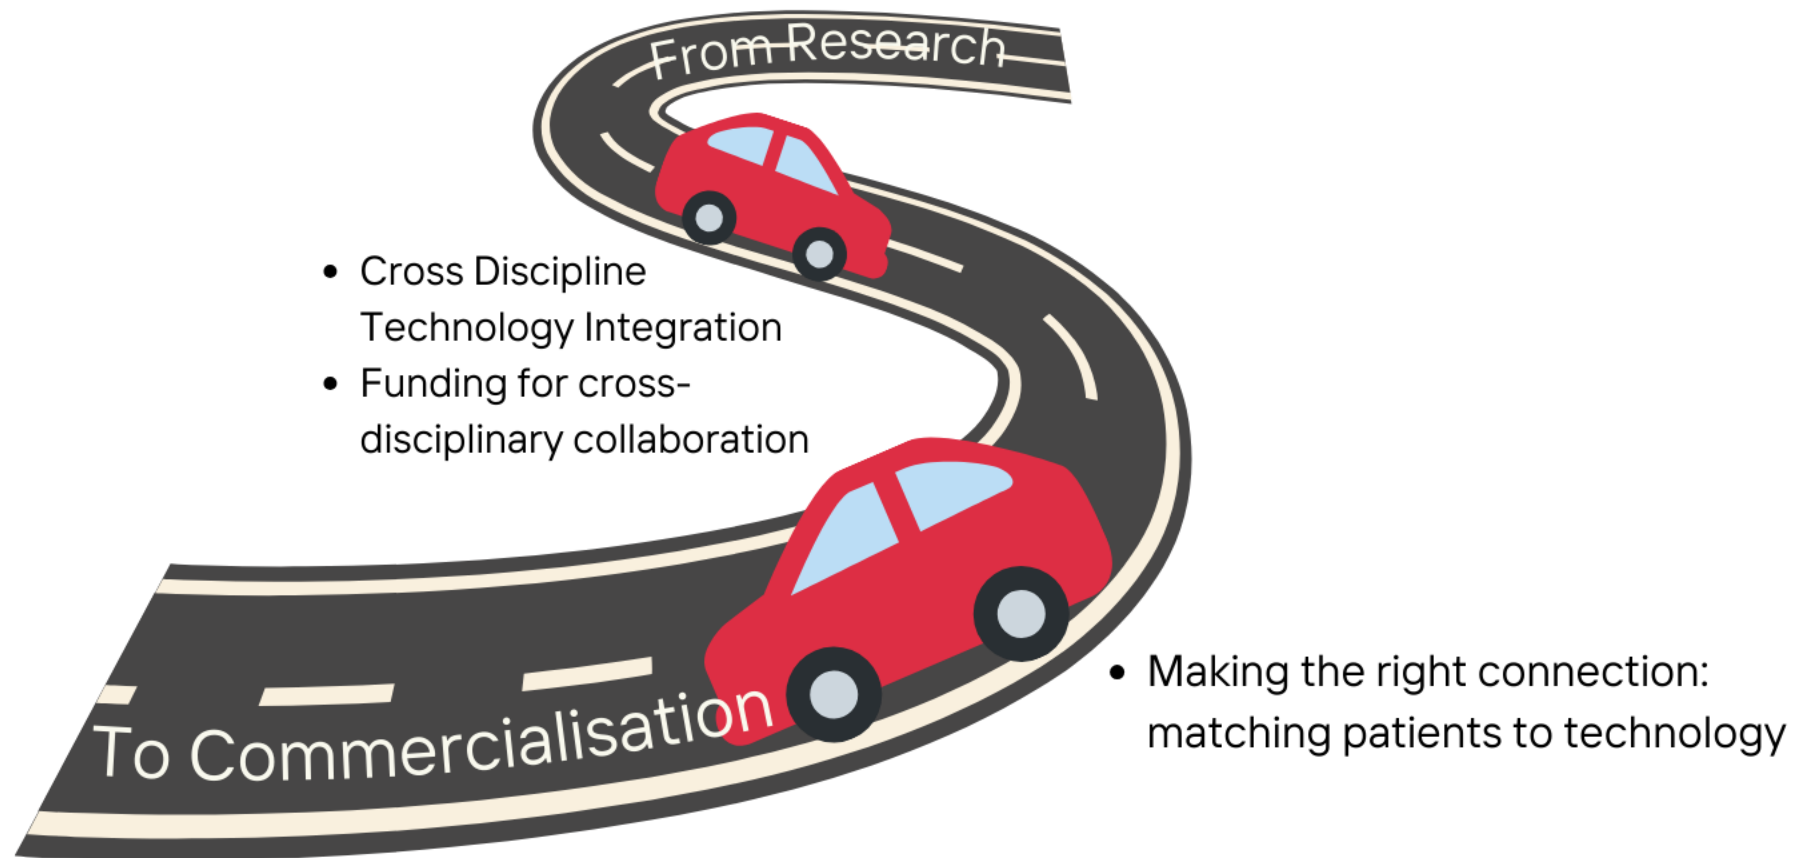 From Research
• Cross Discipline
Technology Integration
• Funding for cross-
disciplinary collaboration
• Making the right connection:
matching patients to technology
To Commercialisation